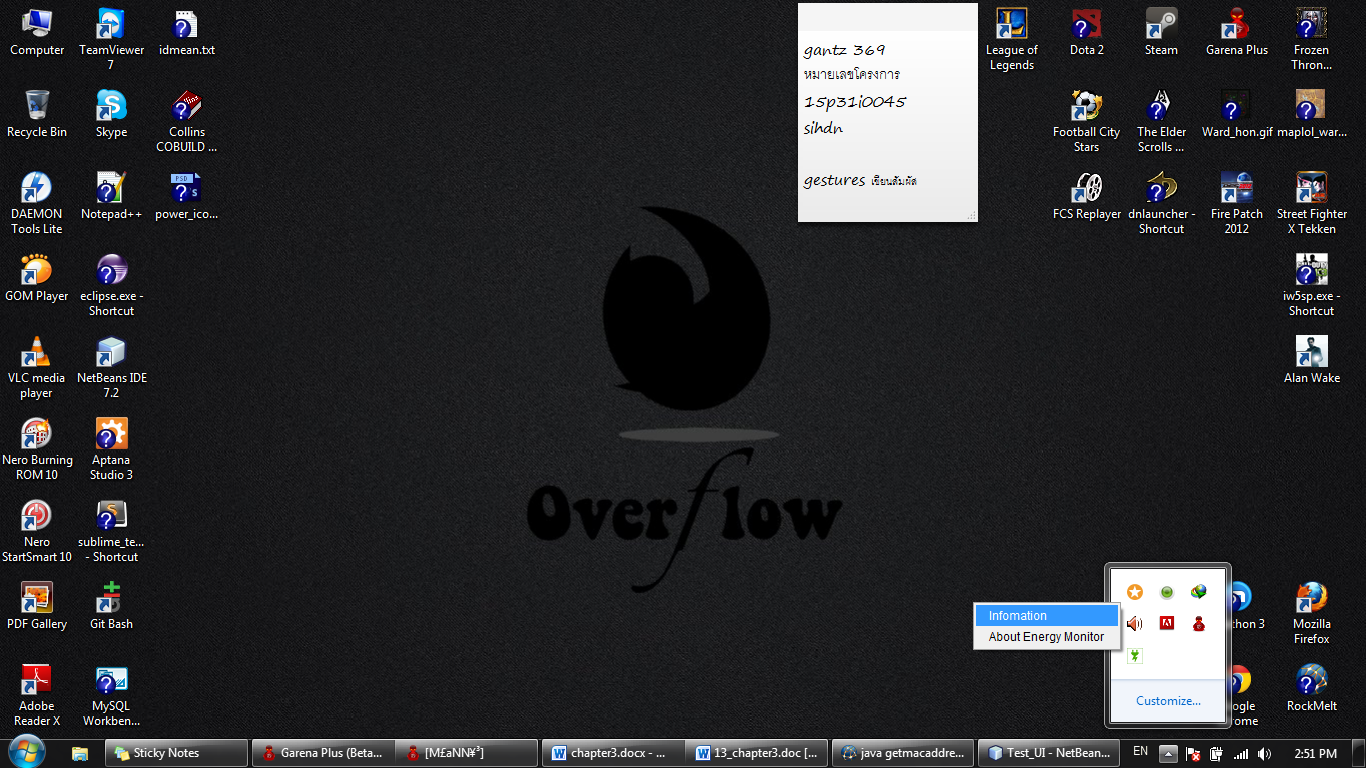 Computer
TeamViewer
7
idmean.txt
Recycle Bin
Skype
Collins
COBUILD ...
DAEMON
Tools Lite
Notepad++
PSD
power_ico...
GOM Player
eclipse.exe -
Shortcut
VLC media
player
NetBeans IDE
7.2
Nero Burning
ROM 10
Aptana
Studio 3
Nero
StartSmart 10
sublime_te...
- Shortcut
PDF Gallery
Git Bash
Adobe
Reader X
MySQL
Workben...
gantz 369
หมายเลขโครงการ
15p31i0045
sihdn
gestures เขียนสัมผัส
League of
Legends
Dota 2
Steam
Garena Plus
Frozen
Thron...
Football City
Stars
The Elder
Scrolls ...
Ward_hon.gif
maplol_war...
FCS Replayer
dnlauncher -
Shortcut
Fire Patch
2012
Street Fighter
X Tekken
iw5sp.exe -
Shortcut
Alan Wake
Overflow
Infomation
About Energy Monitor
Customize...
thon 3
Mozilla
Firefox
ogle
rome
RockMelt
Sticky Notes
Garena Plus (Beta...
[M£aNN¥³]
chapter3.docx - ...
13_chapter3.doc [...
java getmacaddre...
Test_UI - NetBean...
EN
2:51 PM